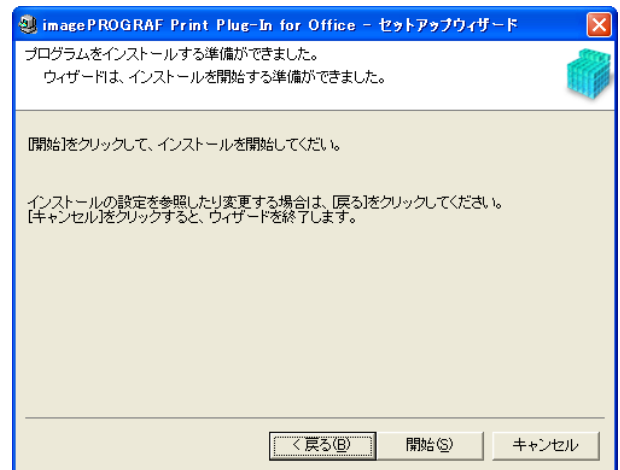 imagePROGRAF Print Plug-In for Office - セットアップウィザード
プログラムをインストールする準備ができました。
ウィザードは、インストールを開始する準備ができました。
[開始]をクリックして、インストールを開始してくだい。
インストールの設定を参照したり変更する場合は、[戻る]をクリックしてください。
[キャンセル]をクリックすると、ウィザードを終了します。
< 戻る(B) 開始(S) キャンセル